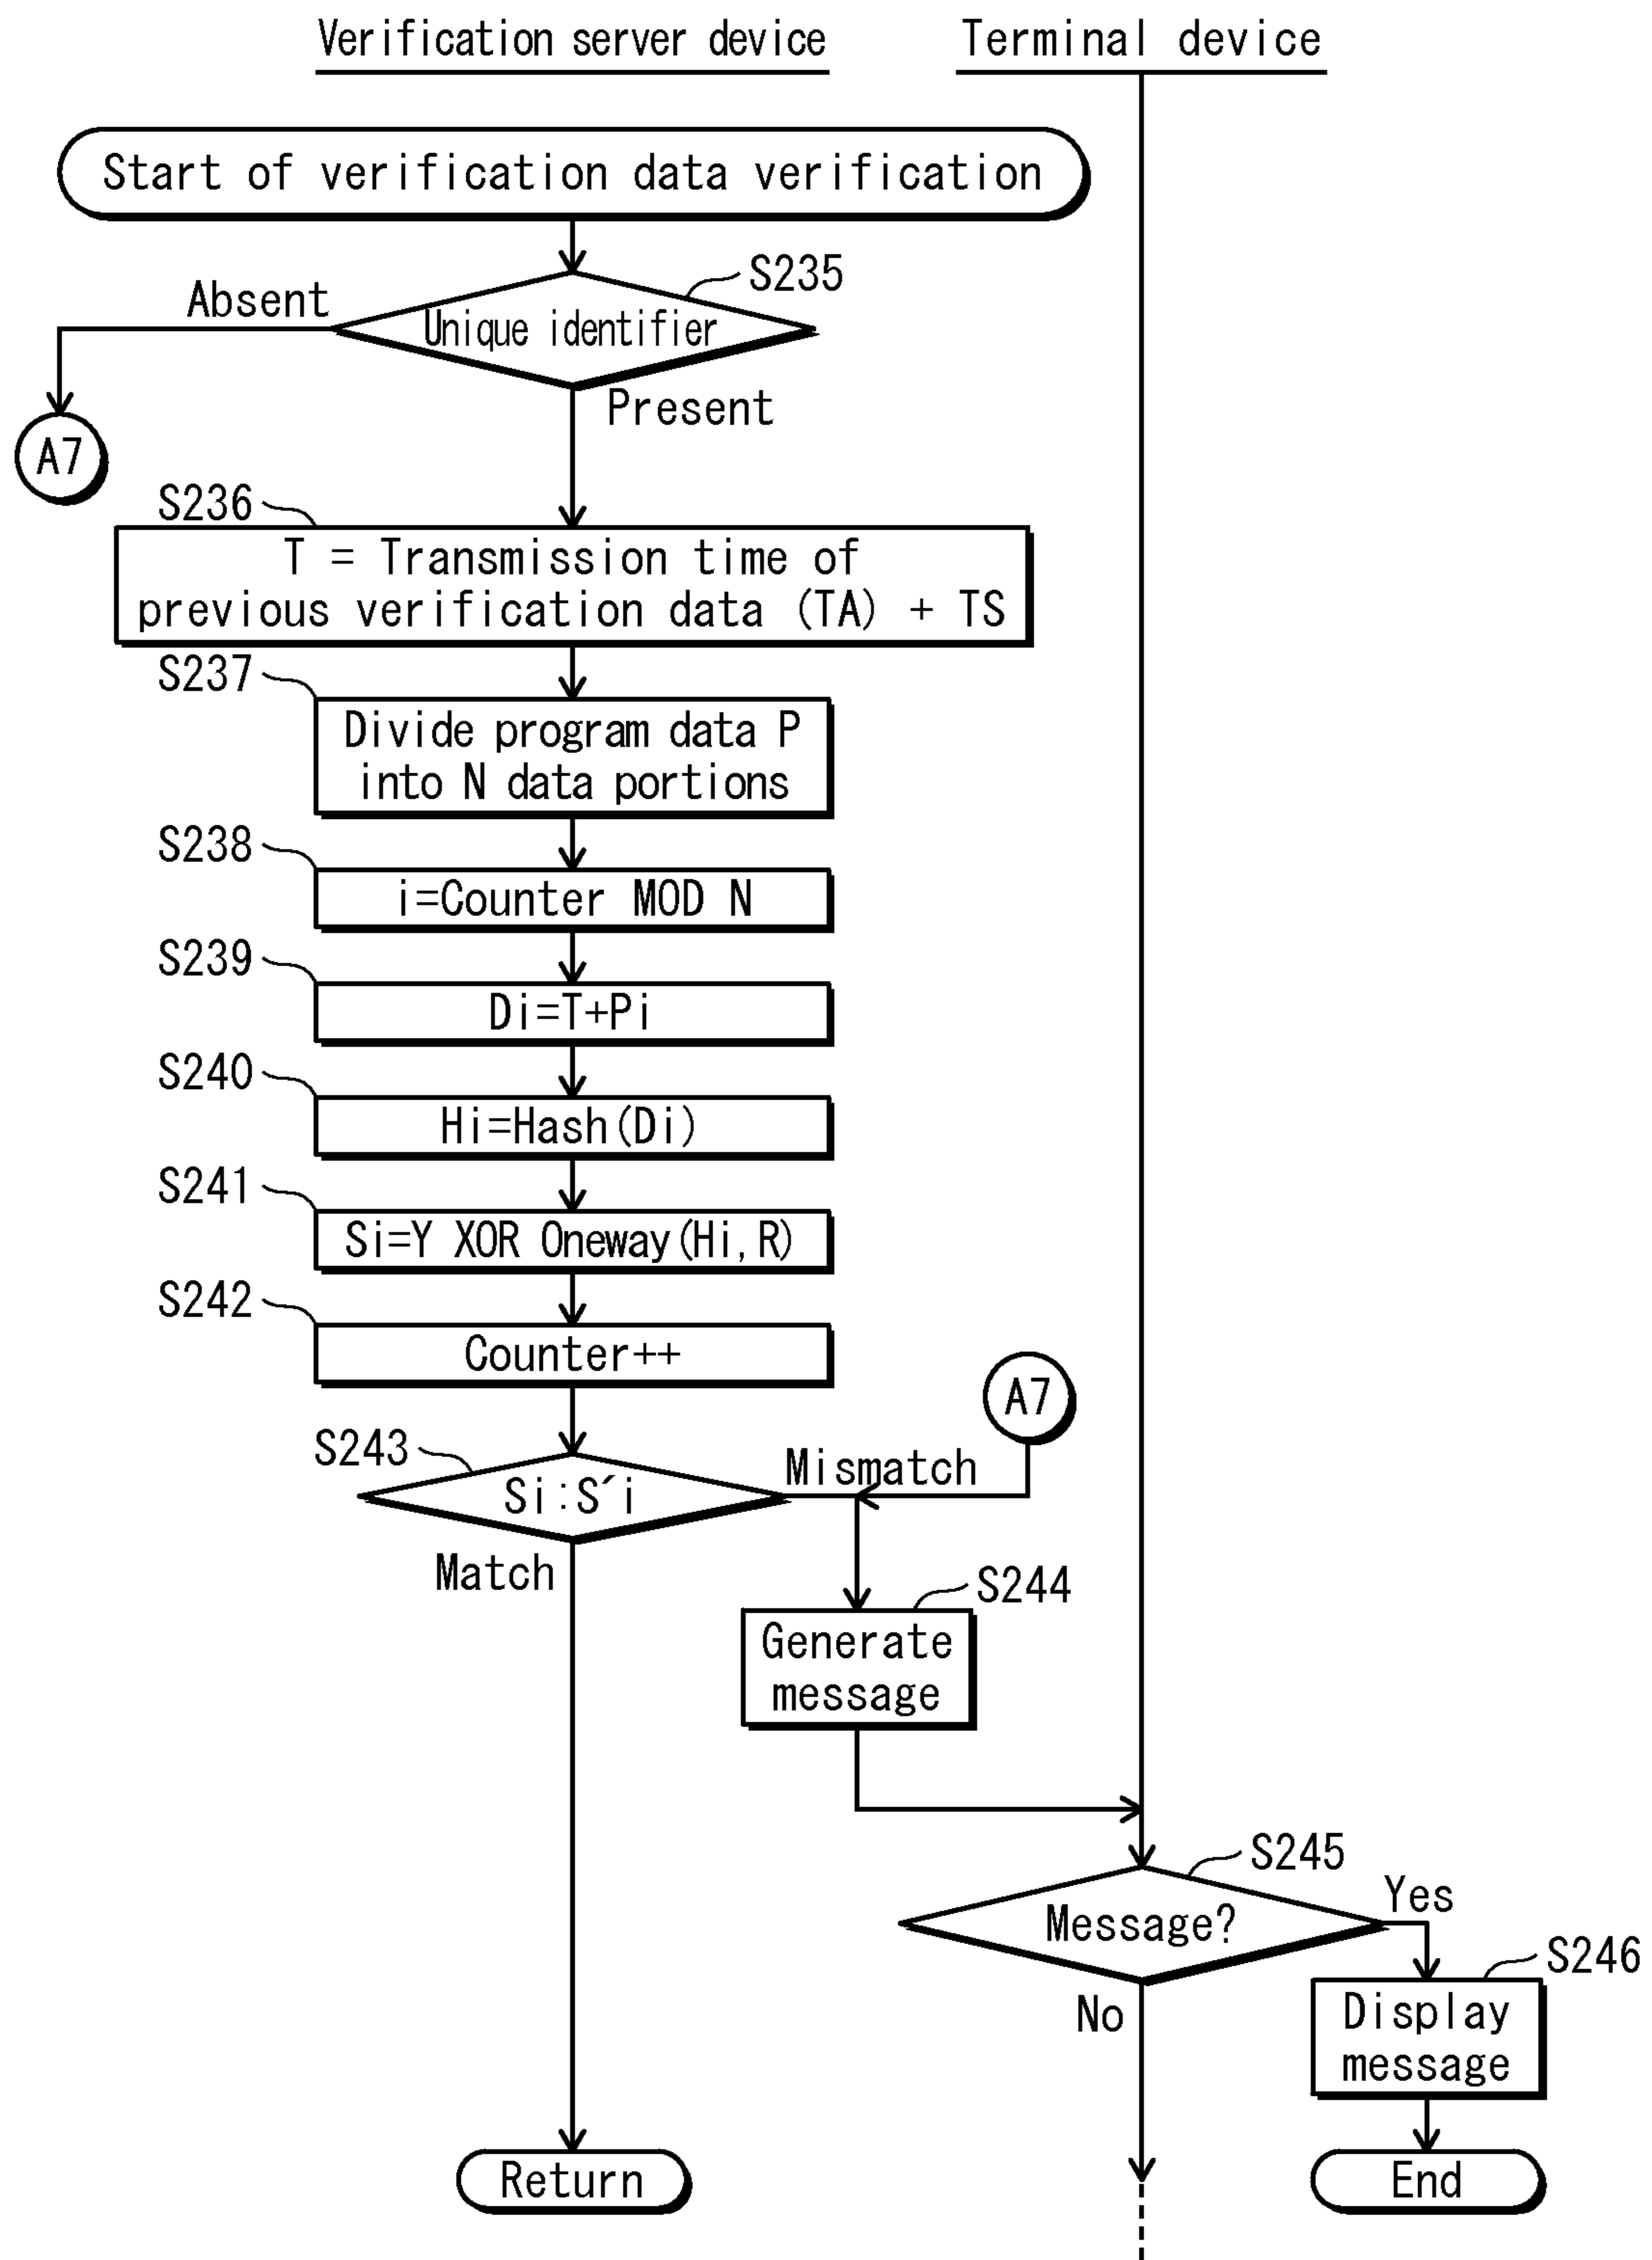 Verification server device
Terminal device
Start of verification data verification
S235
Absent
Unique identifier
Present
A7
S236
T = Transmission time of
previous verification data (TA) + TS
S237
Divide program data P
into N data portions
S238
i=Counter MOD N
S239
Di=T+Pi
S240
Hi=Hash(Di)
S241
Si=Y XOR Oneway(Hi,R)
S242
Counter++
A7
S243
Mismatch
Si:S´i
Match
S244
Generate
message
S245
Yes
Message?
S246
No
Display
message
Return
End